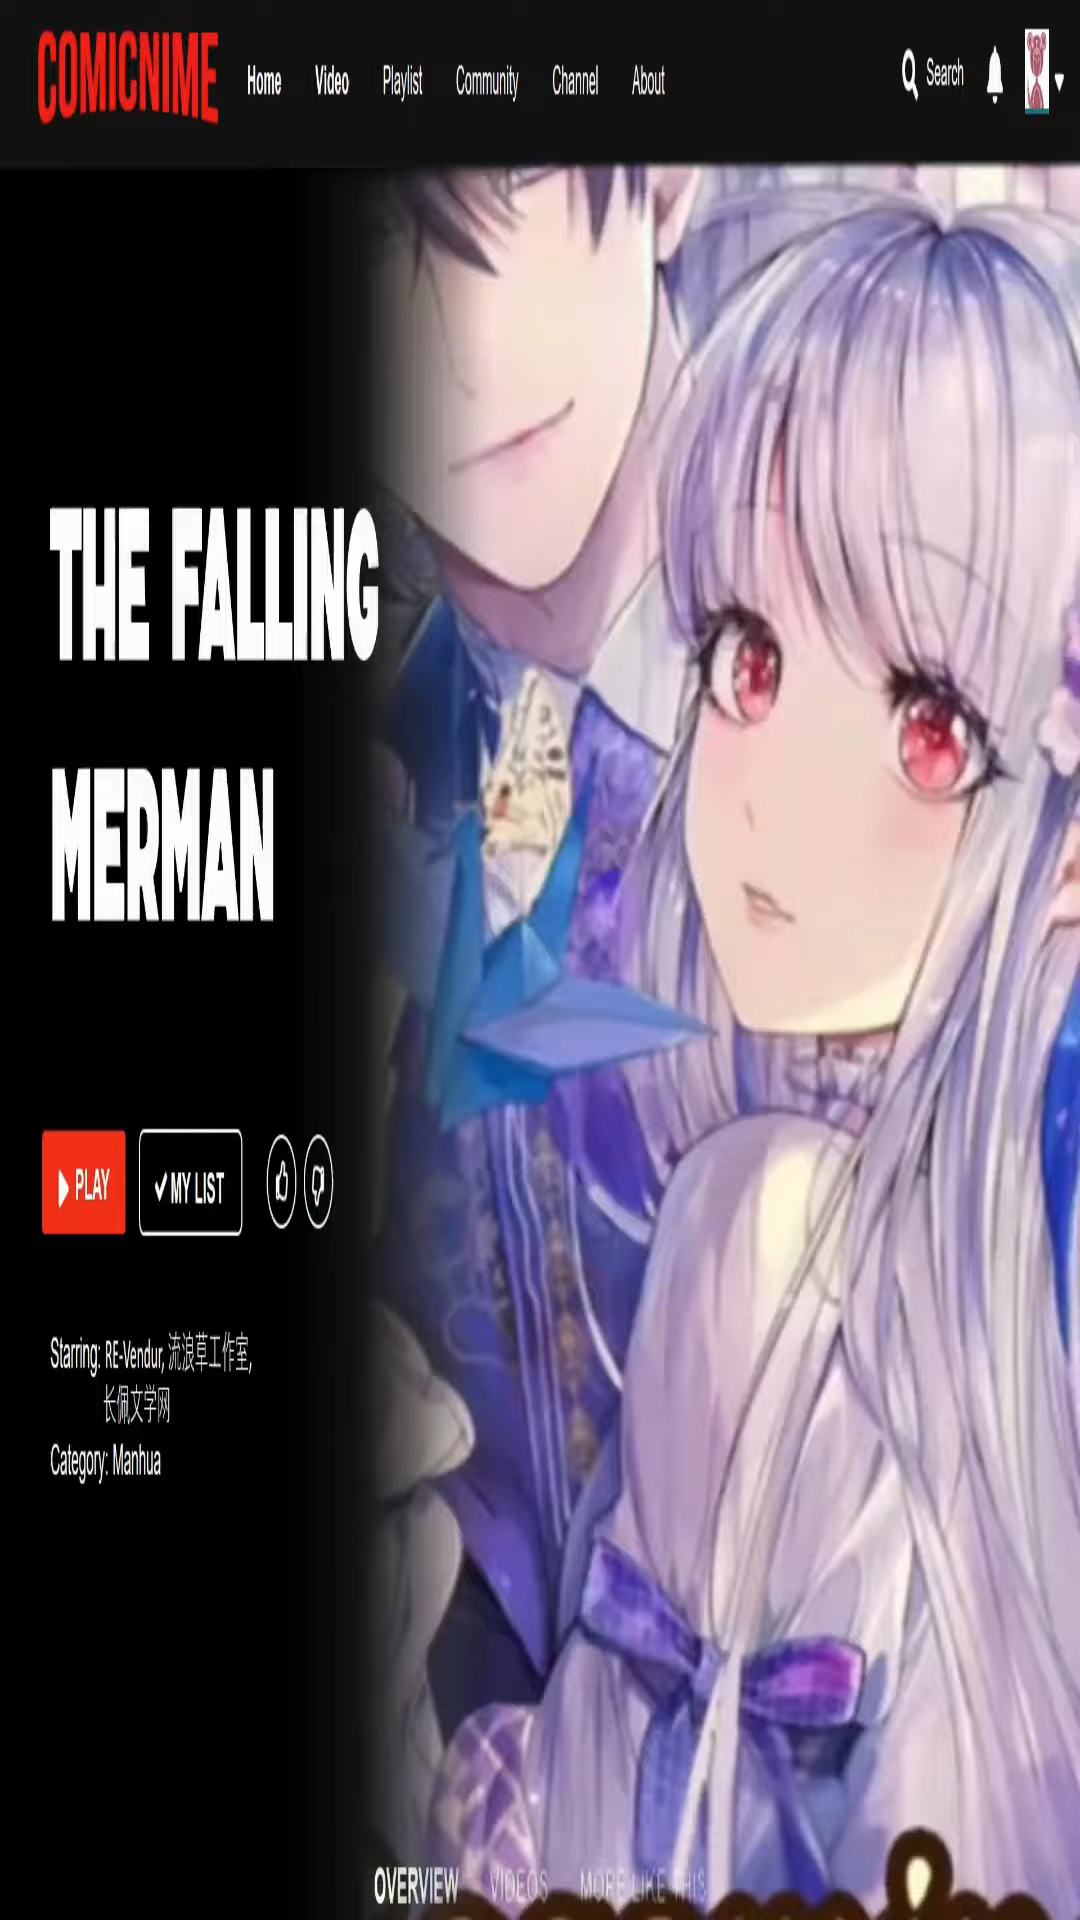 COMICNIME
Home Video Playlist Community Channel About
Search
THE FALLING
MERMAN
PLAY
MY LIST
Starring: RE-Vendur, 流浪草工作室,
长佩文学网
Category: Manhua
OVERVIEW VIDEOS MORE LIKE THIS